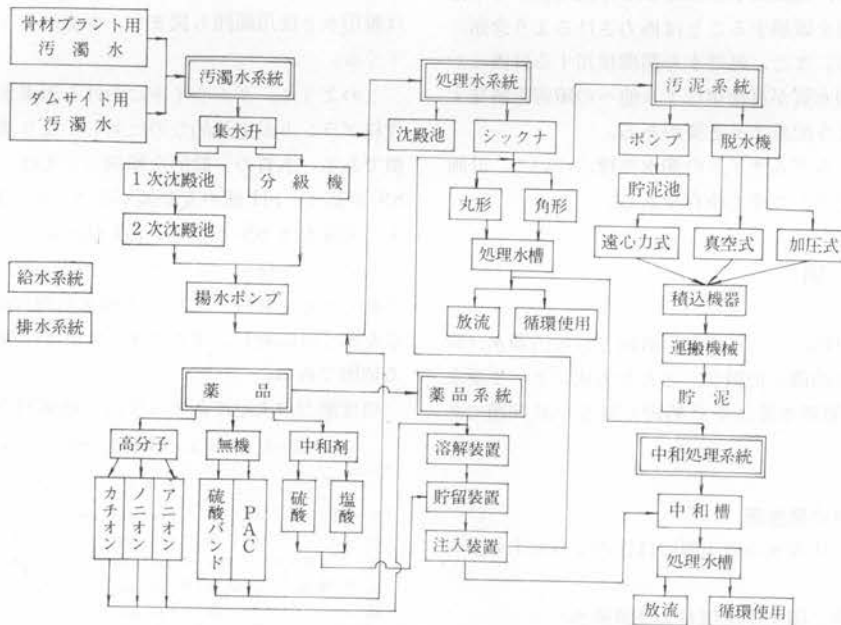 骨材プラント用
汚濁水
ダムサイト用
汚濁水
汚濁水系統
集水升
1次沈殿池
分級機
2次沈殿池
揚水ポンプ
給水系統
排水系統
処理水系統
沈殿池
シックナ
丸形
角形
処理水槽
放流
循環使用
汚泥系統
ポンプ
脱水機
貯泥池
遠心力式
真空式
加圧式
積込機器
運搬機械
貯泥
薬品
高分子
無機
中和剤
カチオン
ノニオン
アニオン
硫酸バンド
PAC
硫酸
塩酸
薬品系統
溶解装置
貯留装置
注入装置
中和処理系統
中和槽
処理水槽
放流
循環使用